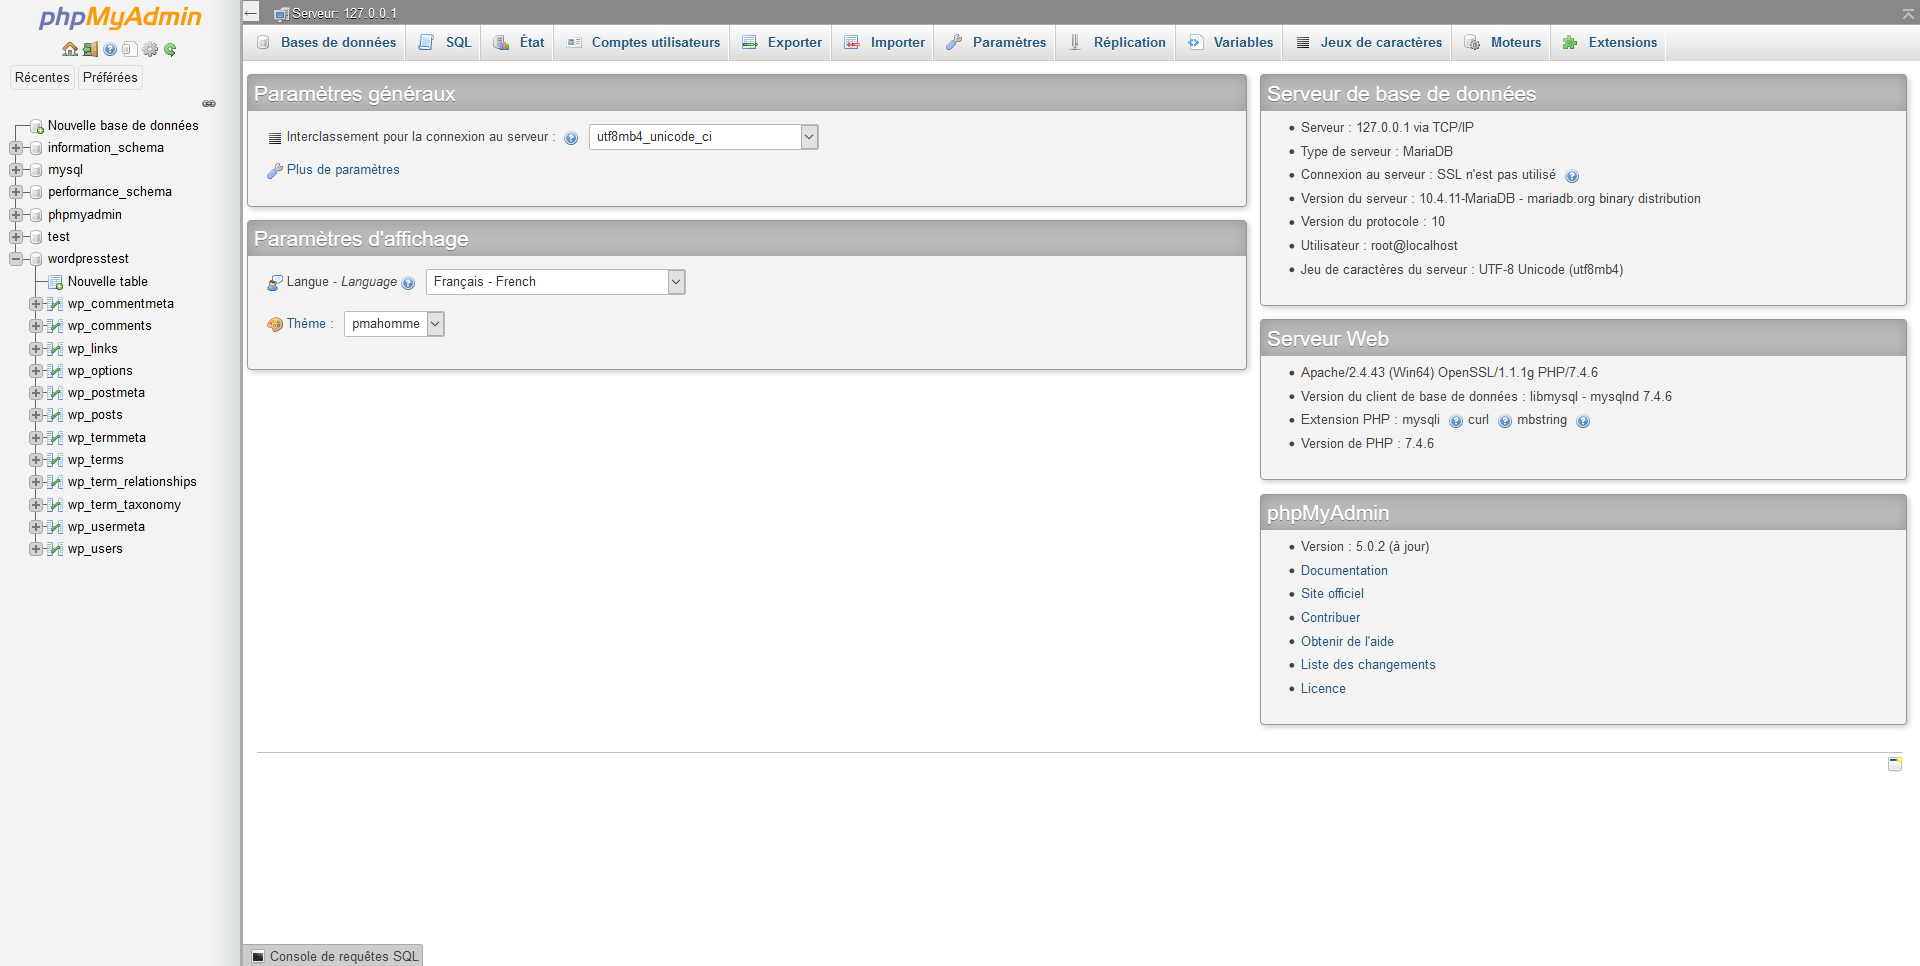 phpMyAdmin
Récentes Préférées
Nouvelle base de données
information_schema
mysql
performance_schema
phpmyadmin
test
wordpresstest
Nouvelle table
wp_commentmeta
wp_comments
wp_links
wp_options
wp_postmeta
wp_posts
wp_termmeta
wp_terms
wp_term_relationships
wp_term_taxonomy
wp_usermeta
wp_users
Serveur: 127.0.0.1
Bases de données SQL État Comptes utilisateurs Exporter Importer Paramètres Réplication Variables Jeux de caractères Moteurs Extensions
Paramètres généraux
Interclassement pour la connexion au serveur : utf8mb4_unicode_ci
Plus de paramètres
Paramètres d'affichage
Langue - Language Français - French
Thème : pmahomme
Serveur de base de données
• Serveur : 127.0.0.1 via TCP/IP
• Type de serveur : MariaDB
• Connexion au serveur : SSL n'est pas utilisé
• Version du serveur : 10.4.11-MariaDB - mariadb.org binary distribution
• Version du protocole : 10
• Utilisateur : root@localhost
• Jeu de caractères du serveur : UTF-8 Unicode (utf8mb4)
Serveur Web
• Apache/2.4.43 (Win64) OpenSSL/1.1.1g PHP/7.4.6
• Version du client de base de données : libmysql - mysqlnd 7.4.6
• Extension PHP : mysqli curl mbstring
• Version de PHP : 7.4.6
phpMyAdmin
• Version : 5.0.2 (à jour)
• Documentation
• Site officiel
• Contribuer
• Obtenir de l'aide
• Liste des changements
• Licence
Console de requêtes SQL